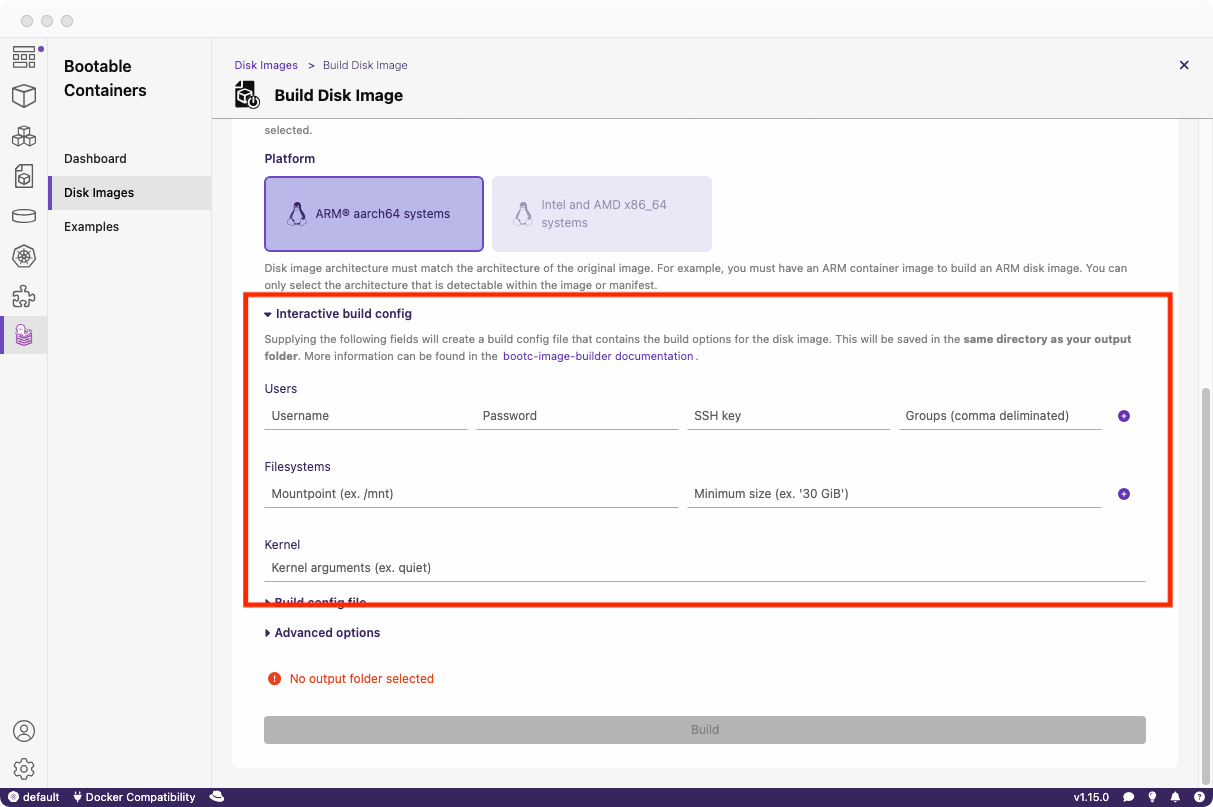 Bootable
Containers
Dashboard
Disk Images
Examples
Disk Images > Build Disk Image
Build Disk Image
selected.
Platform
ARM® aarch64 systems
Intel and AMD x86_64
systems
Disk image architecture must match the architecture of the original image. For example, you must have an ARM container image to build an ARM disk image. You can
only select the architecture that is detectable within the image or manifest.
Interactive build config
Supplying the following fields will create a build config file that contains the build options for the disk image. This will be saved in the same directory as your output
folder. More information can be found in the bootc-image-builder documentation.
Users
Username Password SSH key Groups (comma deliminated)
Filesystems
Mountpoint (ex. /mnt) Minimum size (ex. '30 GiB')
Kernel
Kernel arguments (ex. quiet)
Build config file
Advanced options
No output folder selected
Build
default Docker Compatibility v1.15.0